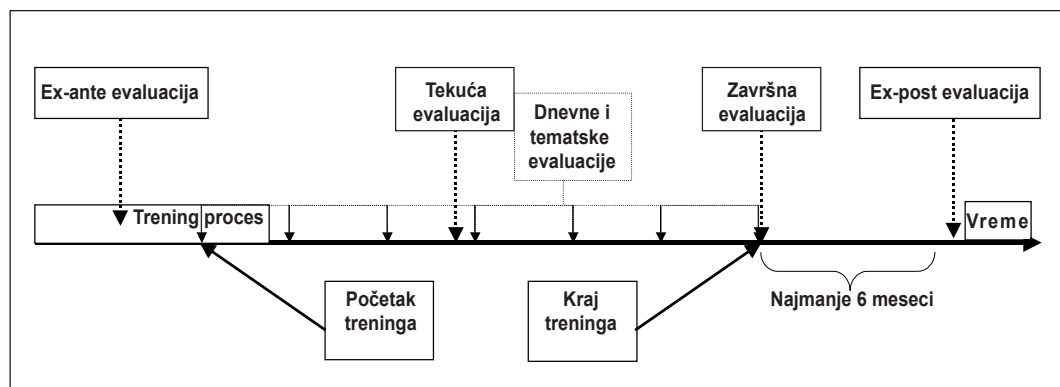 Ex-ante evaluacija
Tekuća
evaluacija
Dnevne i
tematske
evaluacije
Završna
evaluacija
Ex-post evaluacija
Trening proces
Vreme
Početak
treninga
Kraj
treninga
Najmanje 6 meseci